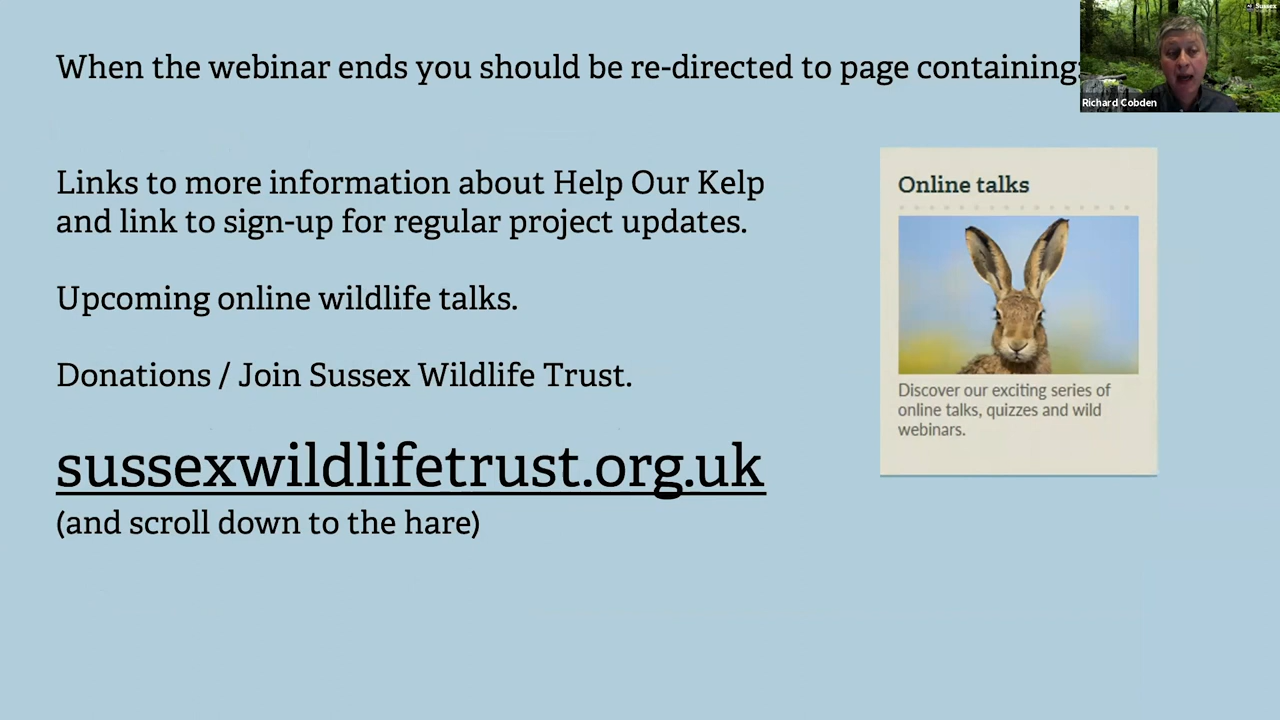 When the webinar ends you should be re-directed to page containing:
Richard Cobden
Links to more information about Help Our Kelp
and link to sign-up for regular project updates.
Upcoming online wildlife talks.
Donations / Join Sussex Wildlife Trust.
sussexwildlifetrust.org.uk
(and scroll down to the hare)
Online talks
Discover our exciting series of
online talks, quizzes and wild
webinars.
Sussex